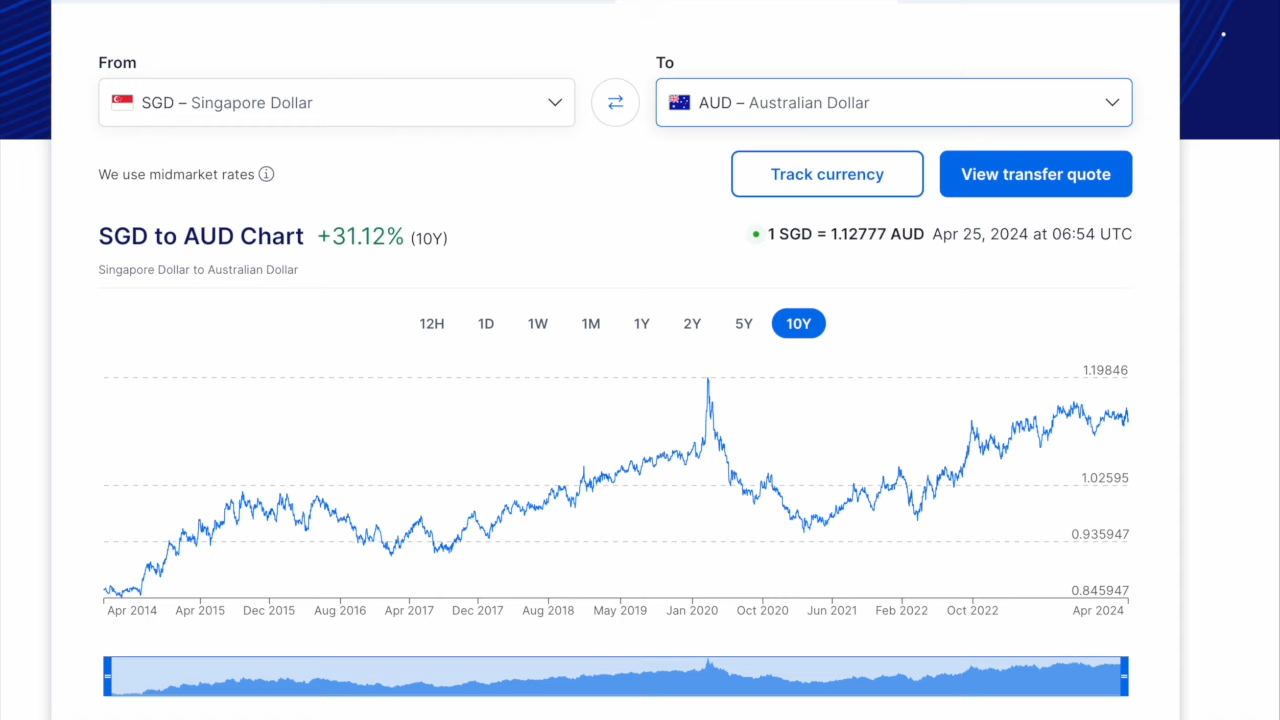 From
To
SGD – Singapore Dollar
AUD – Australian Dollar
We use midmarket rates
Track currency
View transfer quote
SGD to AUD Chart +31.12% (10Y)
1 SGD = 1.12777 AUD Apr 25, 2024 at 06:54 UTC
Singapore Dollar to Australian Dollar
12H 1D 1W 1M 1Y 2Y 5Y 10Y
1.19846
1.02595
0.935947
0.845947
Apr 2014 Apr 2015 Dec 2015 Aug 2016 Apr 2017 Dec 2017 Aug 2018 May 2019 Jan 2020 Oct 2020 Jun 2021 Feb 2022 Oct 2022 Apr 2024